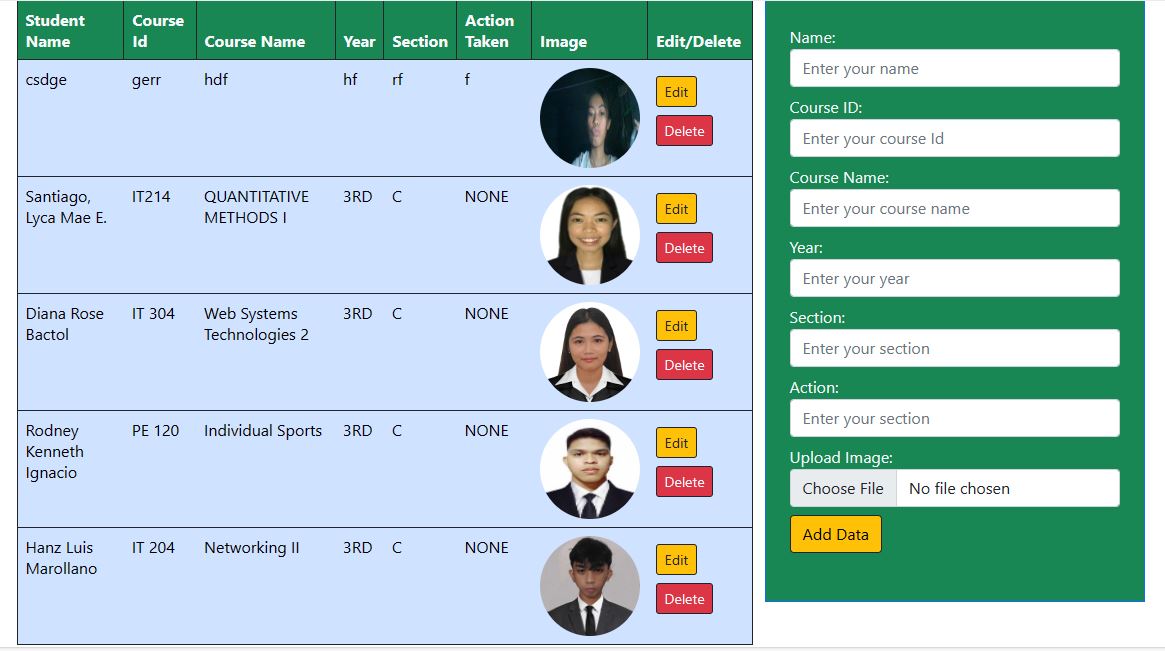 Student Name
Course Id
Course Name
Year
Section
Action Taken
Image
Edit/Delete
csdge
gerr
hdf
hf
rf
f
Edit
Delete
Santiago,
Lyca Mae E.
IT214
QUANTITATIVE
METHODS I
3RD
C
NONE
Edit
Delete
Diana Rose
Bactol
IT 304
Web Systems
Technologies 2
3RD
C
NONE
Edit
Delete
Rodney
Kenneth
Ignacio
PE 120
Individual Sports
3RD
C
NONE
Edit
Delete
Hanz Luis
Marollano
IT 204
Networking II
3RD
C
NONE
Edit
Delete
Name:
Enter your name
Course ID:
Enter your course Id
Course Name:
Enter your course name
Year:
Enter your year
Section:
Enter your section
Action:
Enter your section
Upload Image:
Choose File No file chosen
Add Data